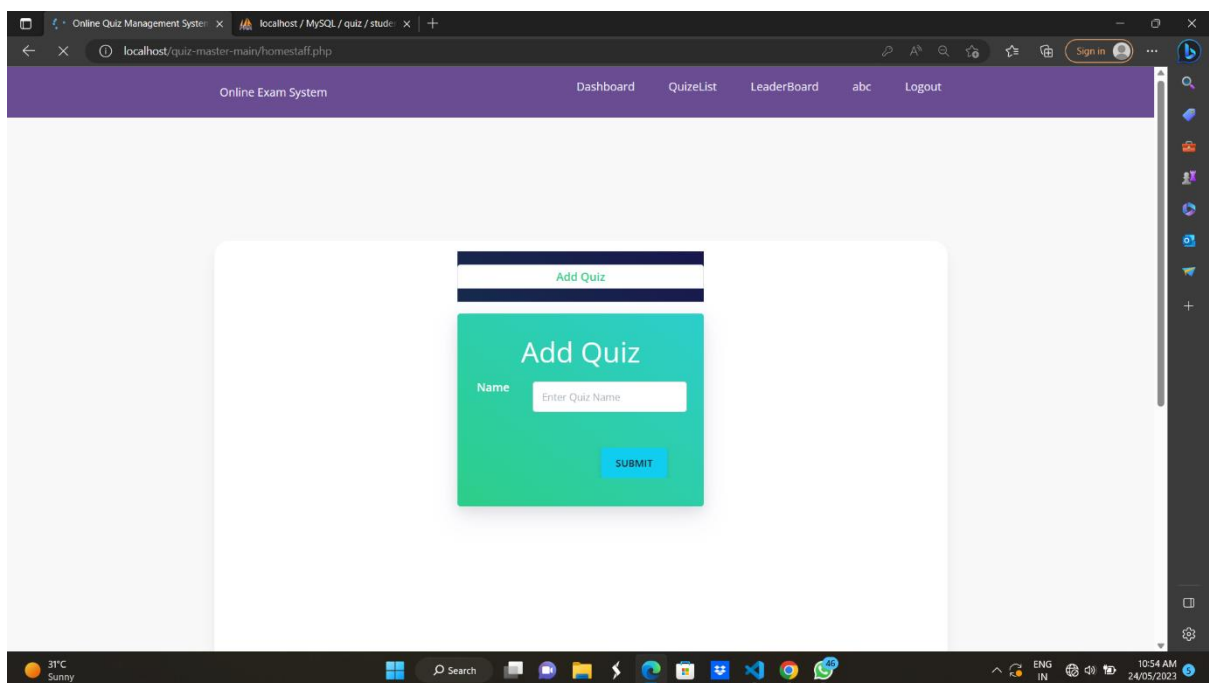 Online Quiz Management System
localhost / MySQL / quiz / stude
localhost/quiz-master-main/homestaff.php
Sign in
Online Exam System
Dashboard
QuizeList
LeaderBoard
abc
Logout
Add Quiz
Add Quiz
Name
Enter Quiz Name
SUBMIT
31°C
Sunny
Search
46
ENG
IN
10:54 AM
24/05/2023
5